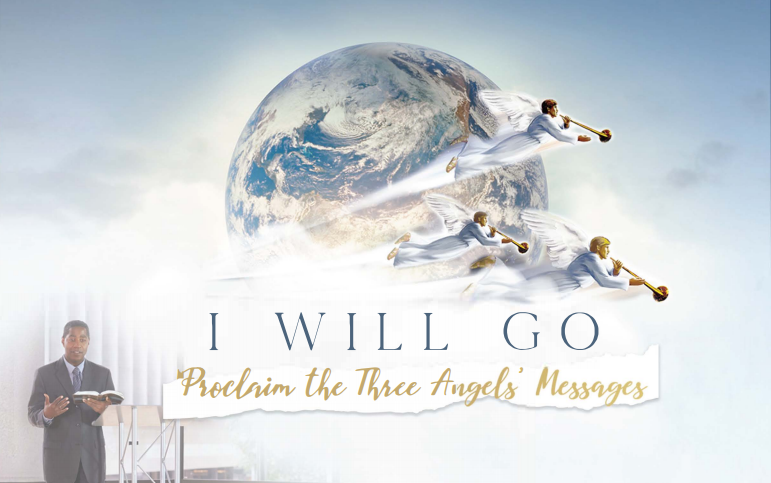 I WILL GO
Proclaim the Three Angels' Messages